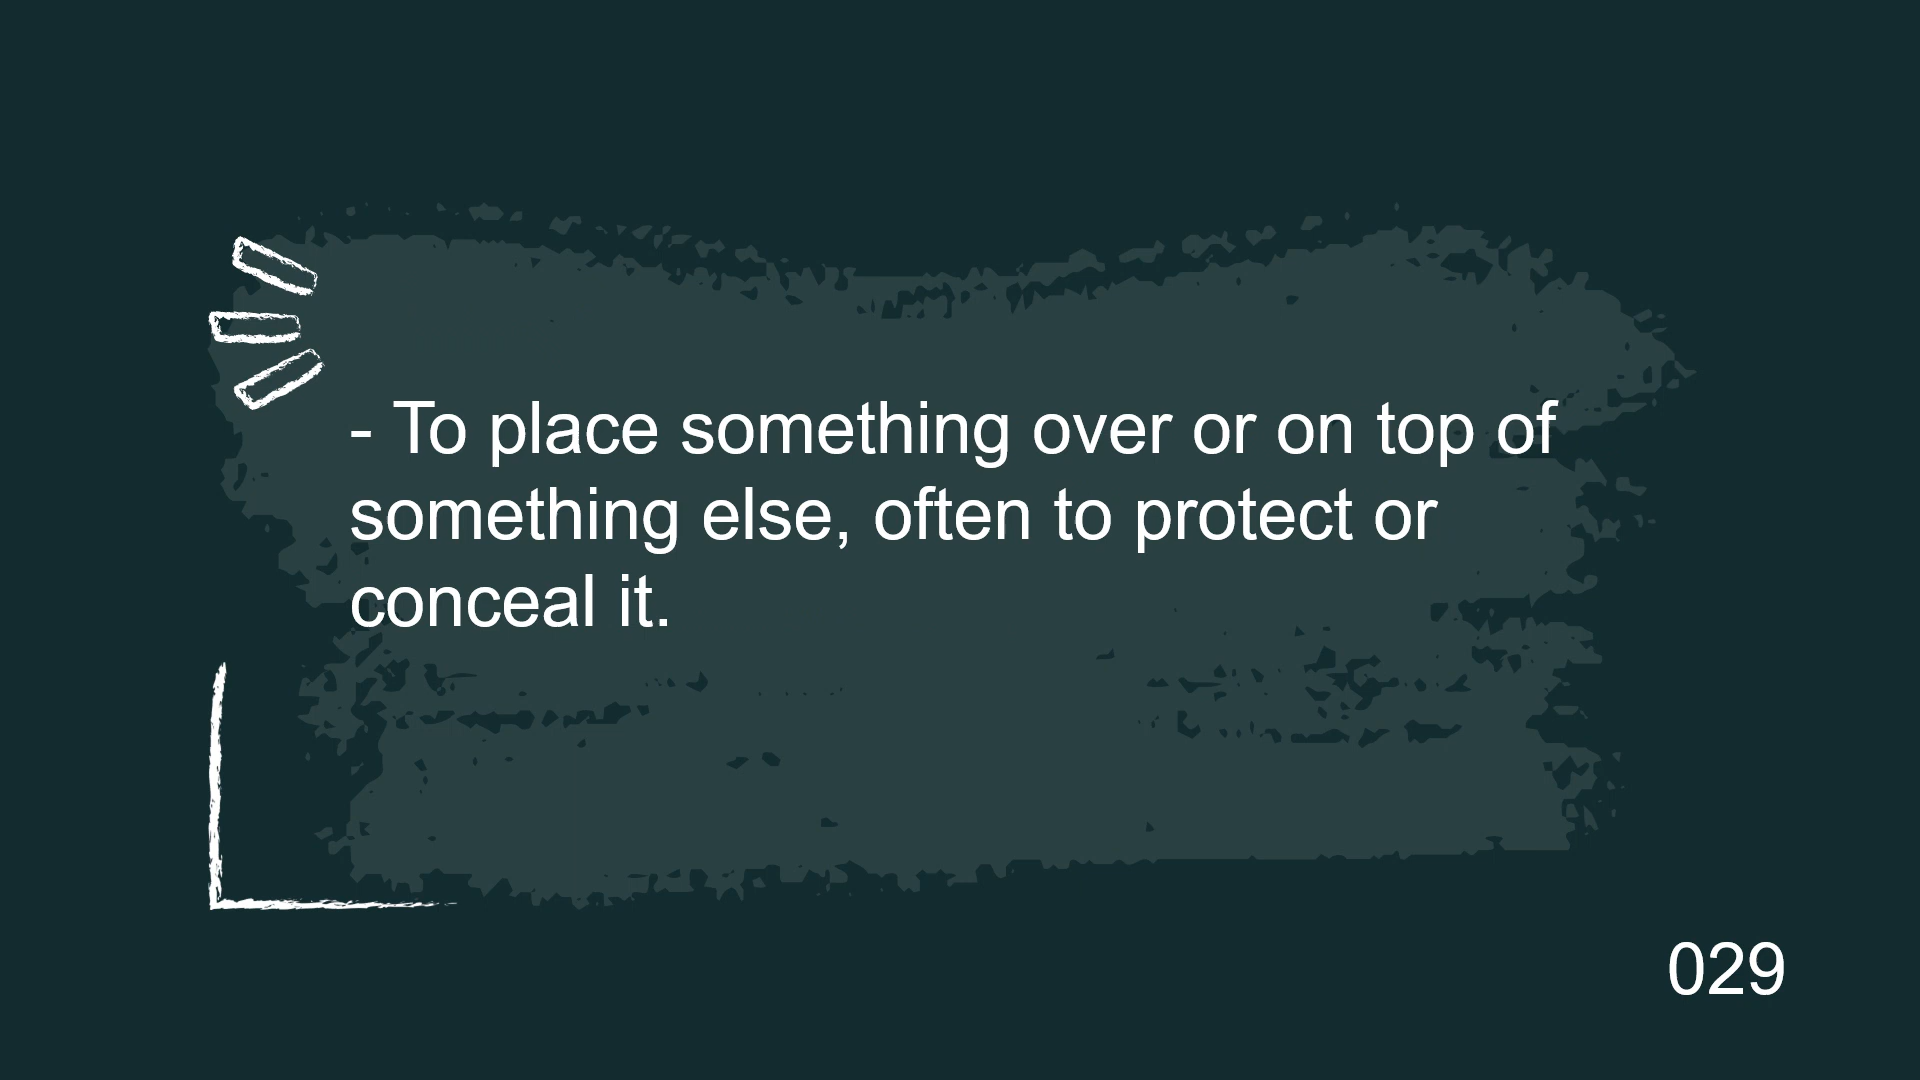 - To place something over or on top of
something else, often to protect or
conceal it.
029